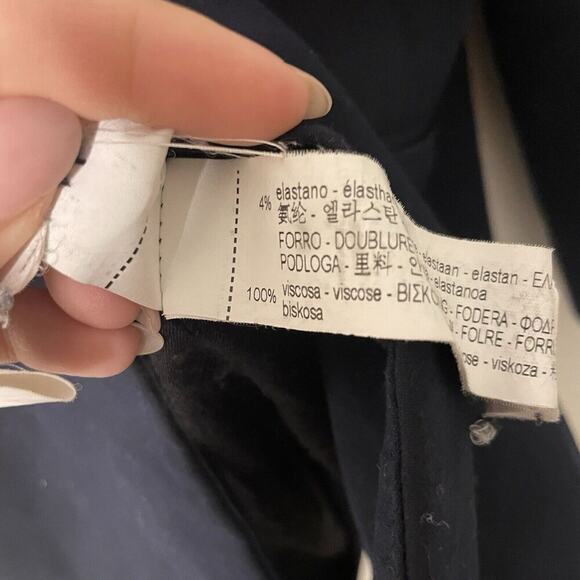 4% elastano - élastha
氨纶 - 엘라스탄
elastaan - elastan - ΕΛ
elastanoa
FORRO - DOUBLURE
FODERA - ΦΟΔ
PODLOGA - 里料 -
FOLRE - FORR
100% viscosa - viscose - ΒΙΣΚΟ
viskoza -
biskosa